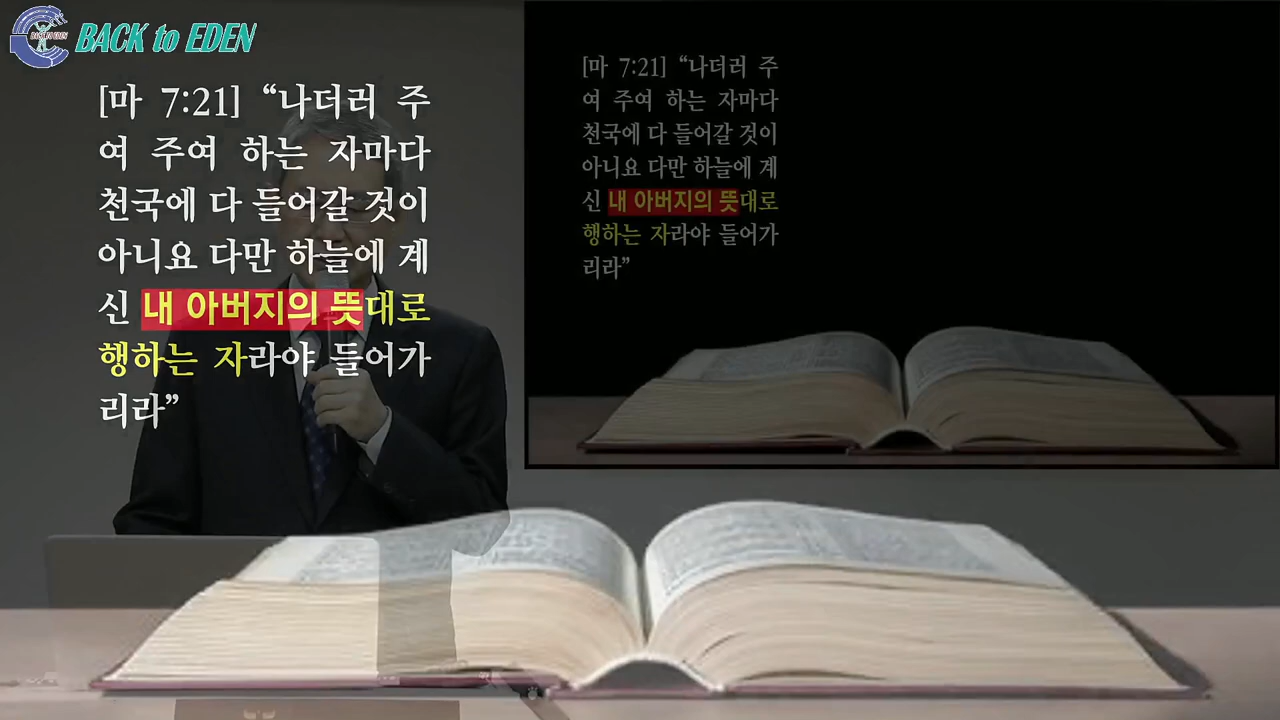 BACK to EDEN
[마 7:21] “나더러 주
여 주여 하는 자마다
천국에 다 들어갈 것이
아니요 다만 하늘에 계
신 내 아버지의 뜻대로
행하는 자라야 들어가
리라”
[마 7:21] “나더러 주
여 주여 하는 자마다
천국에 다 들어갈 것이
아니요 다만 하늘에 계
신 내 아버지의 뜻대로
행하는 자라야 들어가
리라”